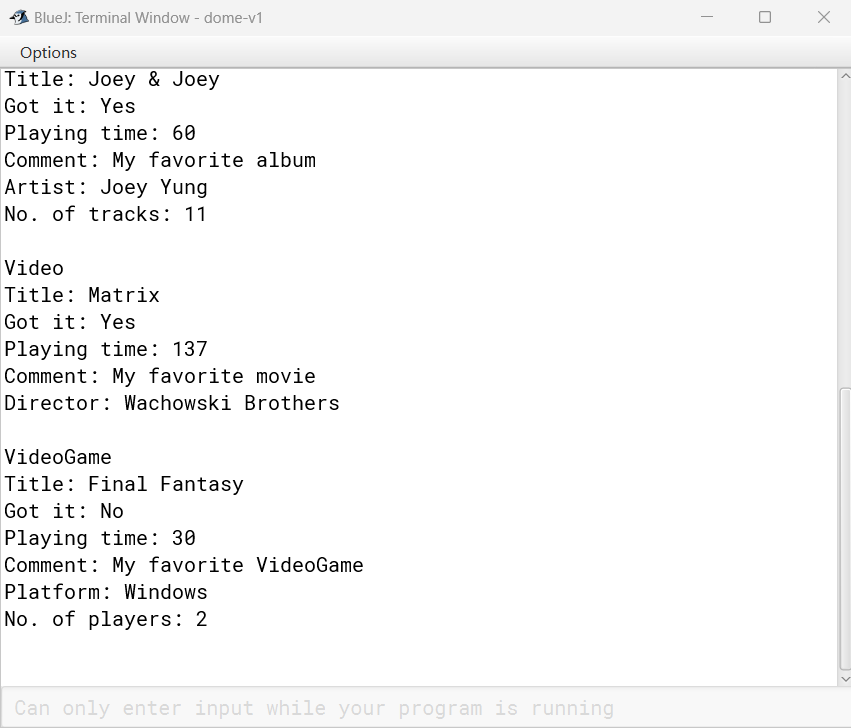 BlueJ: Terminal Window - dome-v1
Options
Title: Joey & Joey
Got it: Yes
Playing time: 60
Comment: My favorite album
Artist: Joey Yung
No. of tracks: 11
Video
Title: Matrix
Got it: Yes
Playing time: 137
Comment: My favorite movie
Director: Wachowski Brothers
VideoGame
Title: Final Fantasy
Got it: No
Playing time: 30
Comment: My favorite VideoGame
Platform: Windows
No. of players: 2
Can only enter input while your program is running